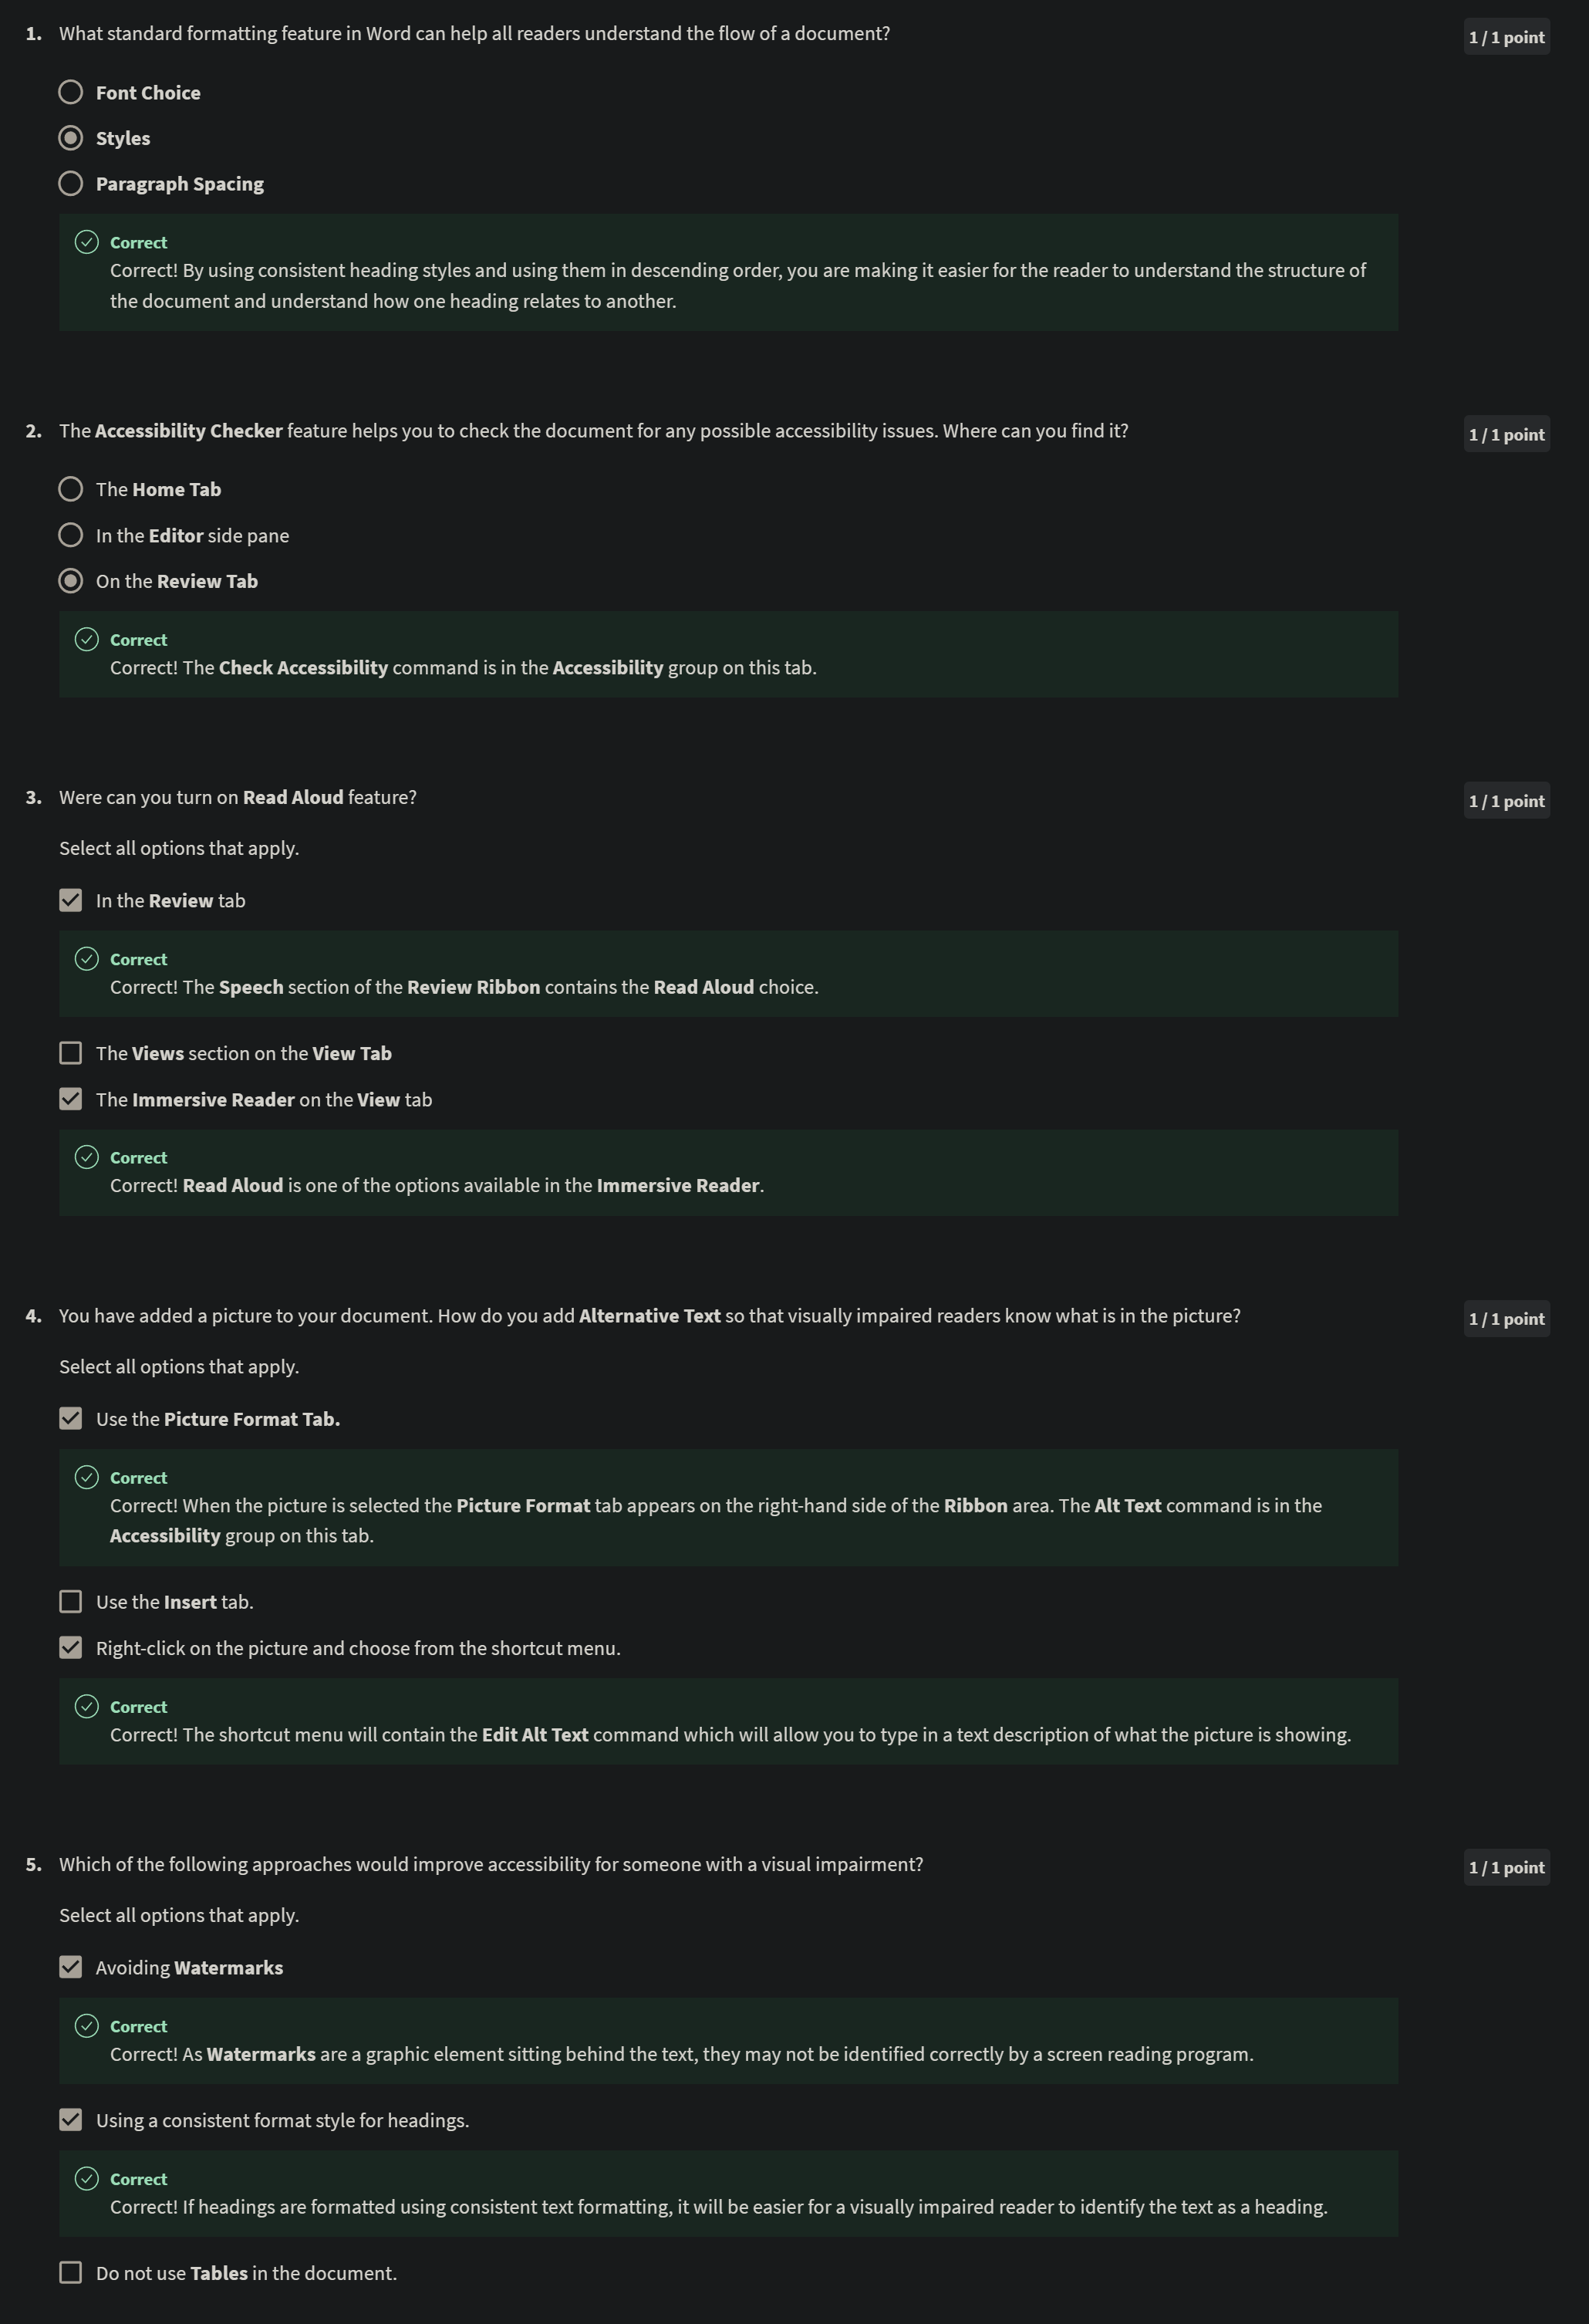 1. What standard formatting feature in Word can help all readers understand the flow of a document?
1 / 1 point
Font Choice
Styles
Paragraph Spacing
Correct
Correct! By using consistent heading styles and using them in descending order, you are making it easier for the reader to understand the structure of
the document and understand how one heading relates to another.
2. The Accessibility Checker feature helps you to check the document for any possible accessibility issues. Where can you find it?
1 / 1 point
The Home Tab
In the Editor side pane
On the Review Tab
Correct
Correct! The Check Accessibility command is in the Accessibility group on this tab.
3. Were can you turn on Read Aloud feature?
1 / 1 point
Select all options that apply.
In the Review tab
Correct
Correct! The Speech section of the Review Ribbon contains the Read Aloud choice.
The Views section on the View Tab
The Immersive Reader on the View tab
Correct
Correct! Read Aloud is one of the options available in the Immersive Reader.
4. You have added a picture to your document. How do you add Alternative Text so that visually impaired readers know what is in the picture?
1 / 1 point
Select all options that apply.
Use the Picture Format Tab.
Correct
Correct! When the picture is selected the Picture Format tab appears on the right-hand side of the Ribbon area. The Alt Text command is in the
Accessibility group on this tab.
Use the Insert tab.
Right-click on the picture and choose from the shortcut menu.
Correct
Correct! The shortcut menu will contain the Edit Alt Text command which will allow you to type in a text description of what the picture is showing.
5. Which of the following approaches would improve accessibility for someone with a visual impairment?
1 / 1 point
Select all options that apply.
Avoiding Watermarks
Correct
Correct! As Watermarks are a graphic element sitting behind the text, they may not be identified correctly by a screen reading program.
Using a consistent format style for headings.
Correct
Correct! If headings are formatted using consistent text formatting, it will be easier for a visually impaired reader to identify the text as a heading.
Do not use Tables in the document.